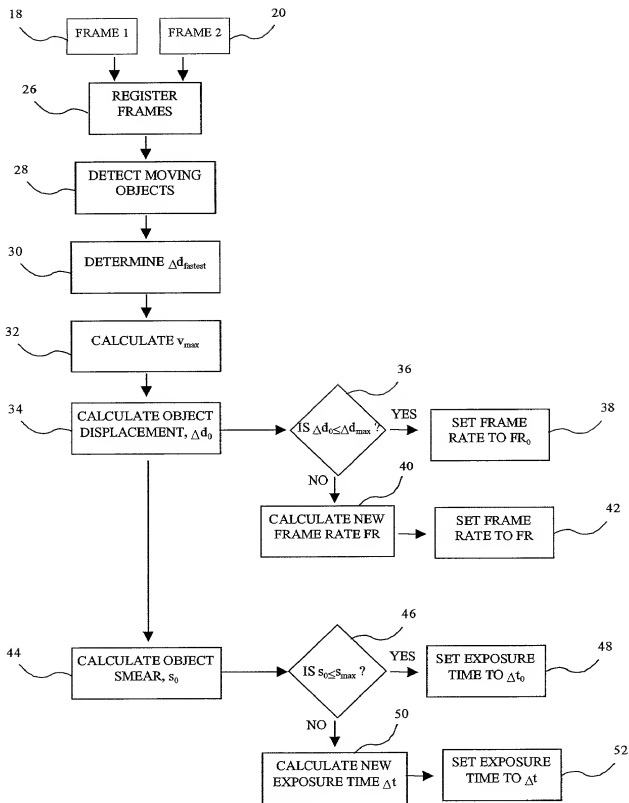 18
FRAME 1
FRAME 2
20
26
REGISTER
FRAMES
28
DETECT MOVING
OBJECTS
30
DETERMINE Δd_fastest
32
CALCULATE v_max
34
CALCULATE OBJECT
DISPLACEMENT, Δd₀
36
IS Δd₀≤Δd_max ?
YES
SET FRAME
RATE TO FR₀
38
NO
40
CALCULATE NEW
FRAME RATE FR
SET FRAME
RATE TO FR
42
44
CALCULATE OBJECT
SMEAR, s₀
46
IS s₀≤s_max ?
YES
SET EXPOSURE
TIME TO Δt₀
48
NO
50
CALCULATE NEW
EXPOSURE TIME Δt
SET EXPOSURE
TIME TO Δt
52